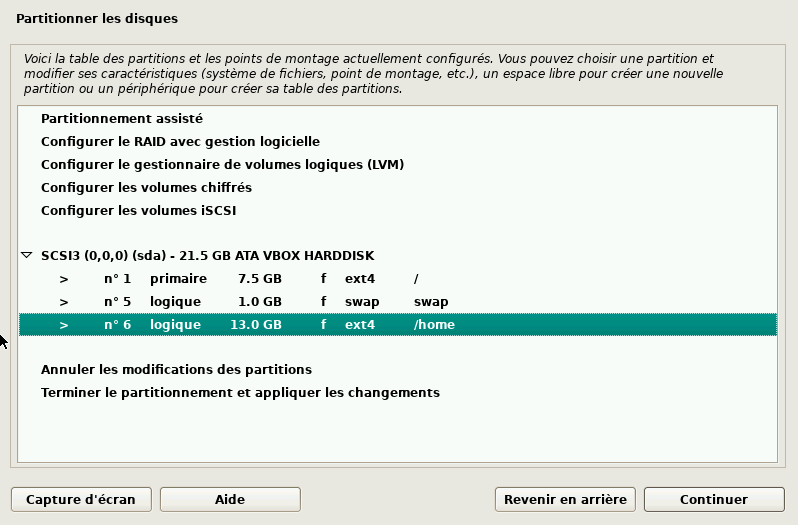 Partitionner les disques
Voici la table des partitions et les points de montage actuellement configurés. Vous pouvez choisir une partition et
modifier ses caractéristiques (système de fichiers, point de montage, etc.), un espace libre pour créer une nouvelle
partition ou un périphérique pour créer sa table des partitions.
Partitionnement assisté
Configurer le RAID avec gestion logicielle
Configurer le gestionnaire de volumes logiques (LVM)
Configurer les volumes chiffrés
Configurer les volumes iSCSI
SCSI3 (0,0,0) (sda) - 21.5 GB ATA VBOX HARDDISK
> n° 1 primaire 7.5 GB f ext4 /
> n° 5 logique 1.0 GB f swap swap
> n° 6 logique 13.0 GB f ext4 /home
Annuler les modifications des partitions
Terminer le partitionnement et appliquer les changements
Capture d'écran Aide Revenir en arrière Continuer